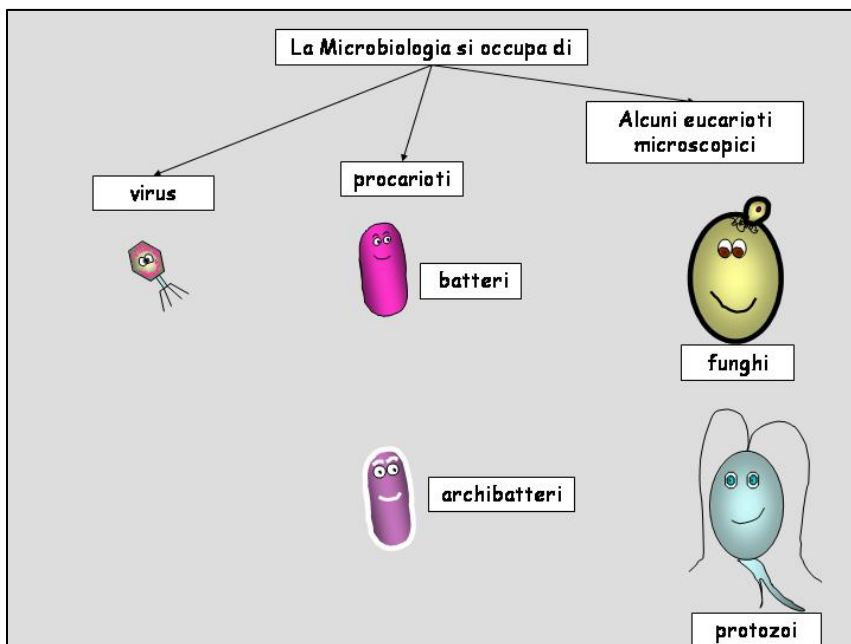 La Microbiologia si occupa di
Alcuni eucarioti
microscopici
virus
procarioti
batteri
funghi
archibatteri
protozoi